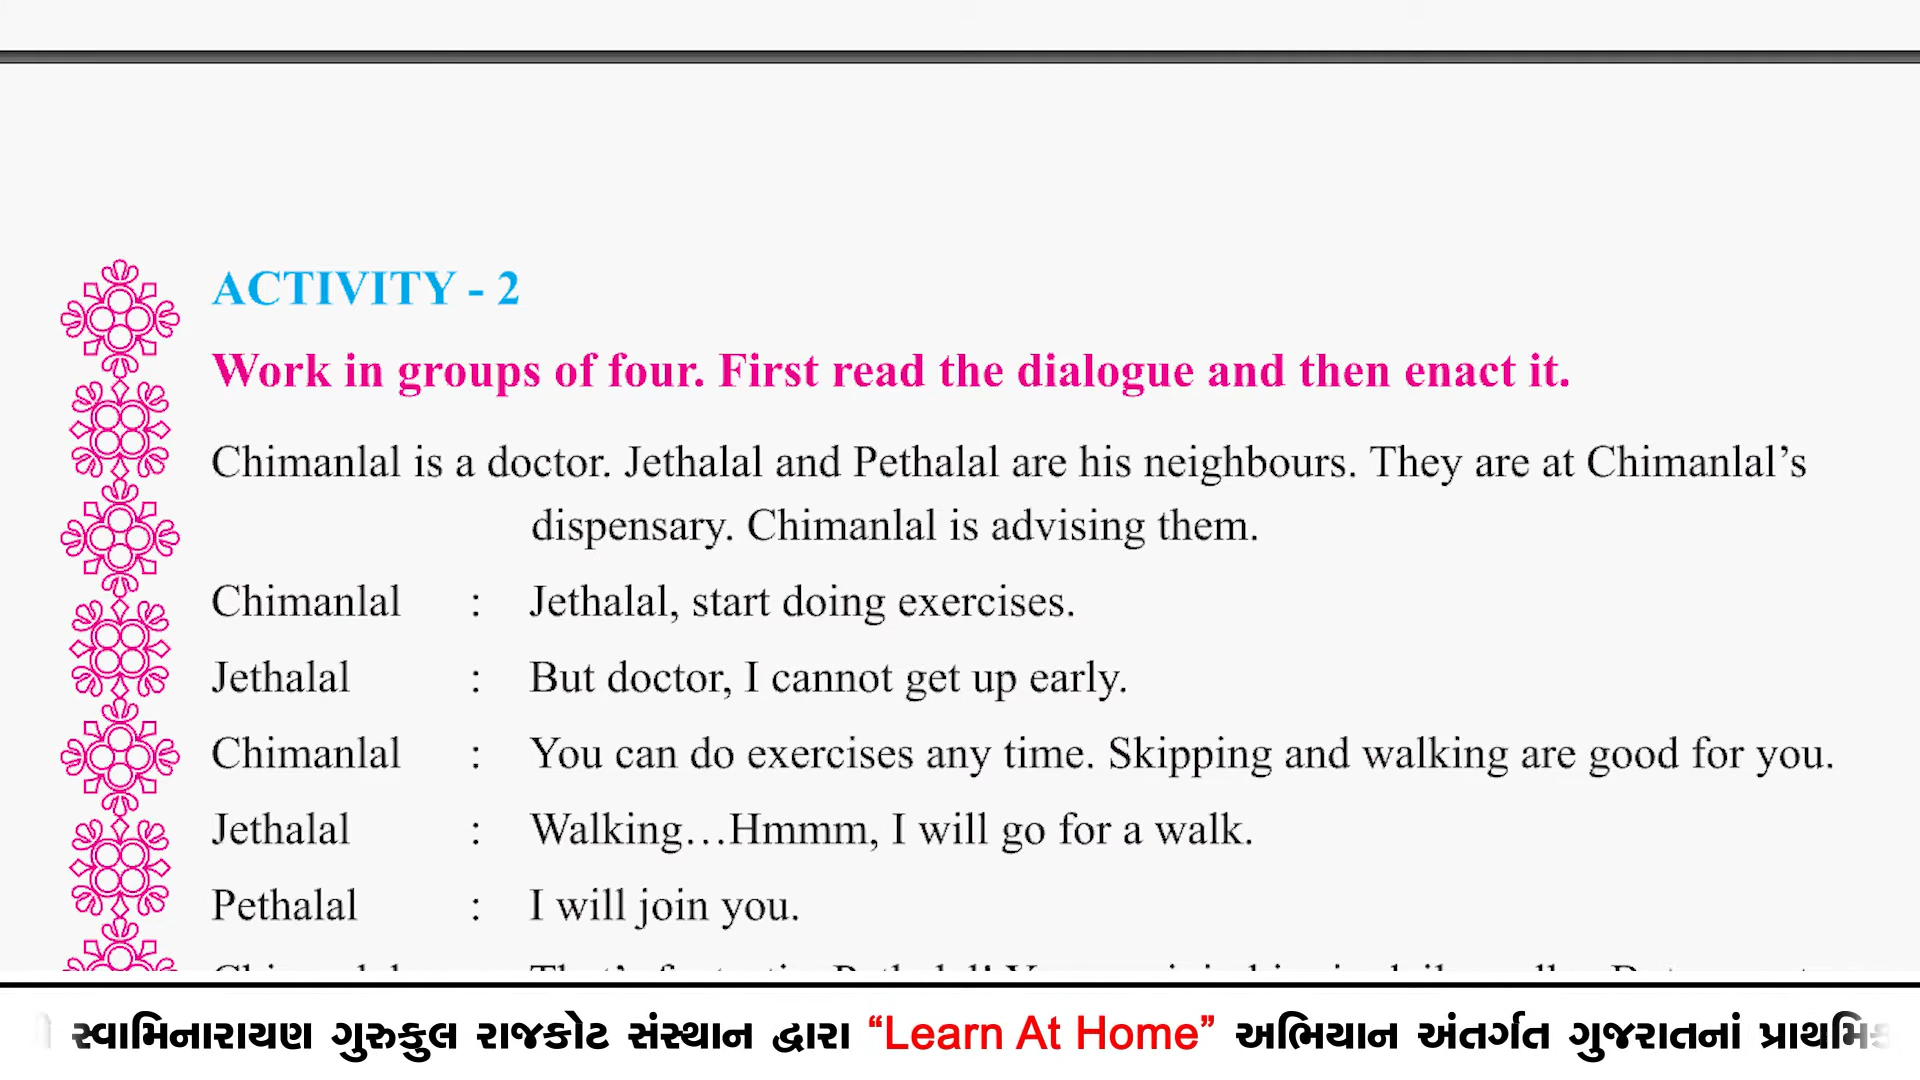 ACTIVITY - 2
Work in groups of four. First read the dialogue and then enact it.
Chimanlal is a doctor. Jethalal and Pethalal are his neighbours. They are at Chimanlal’s
dispensary. Chimanlal is advising them.
Chimanlal : Jethalal, start doing exercises.
Jethalal : But doctor, I cannot get up early.
Chimanlal : You can do exercises any time. Skipping and walking are good for you.
Jethalal : Walking…Hmmm, I will go for a walk.
Pethalal : I will join you.
સ્વામિનારાયણ ગુરુકુલ રાજકોટ સંસ્થાન દ્વારા “Learn At Home” અભિયાન અંતર્ગત ગુજરાતનાં